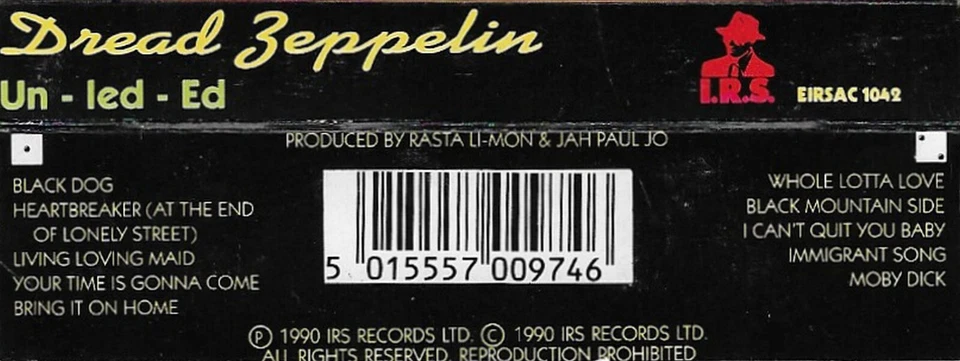 Dread Zeppelin
Un - led - Ed
I.R.S.
EIRSAC 1042
PRODUCED BY RASTA LI-MON & JAH PAUL JO
BLACK DOG
HEARTBREAKER (AT THE END
OF LONELY STREET)
LIVING LOVING MAID
YOUR TIME IS GONNA COME
BRING IT ON HOME
5 015557 009746
WHOLE LOTTA LOVE
BLACK MOUNTAIN SIDE
I CAN'T QUIT YOU BABY
IMMIGRANT SONG
MOBY DICK
Ⓟ 1990 IRS RECORDS LTD. © 1990 IRS RECORDS LTD.
ALL RIGHTS RESERVED. REPRODUCTION PROHIBITED